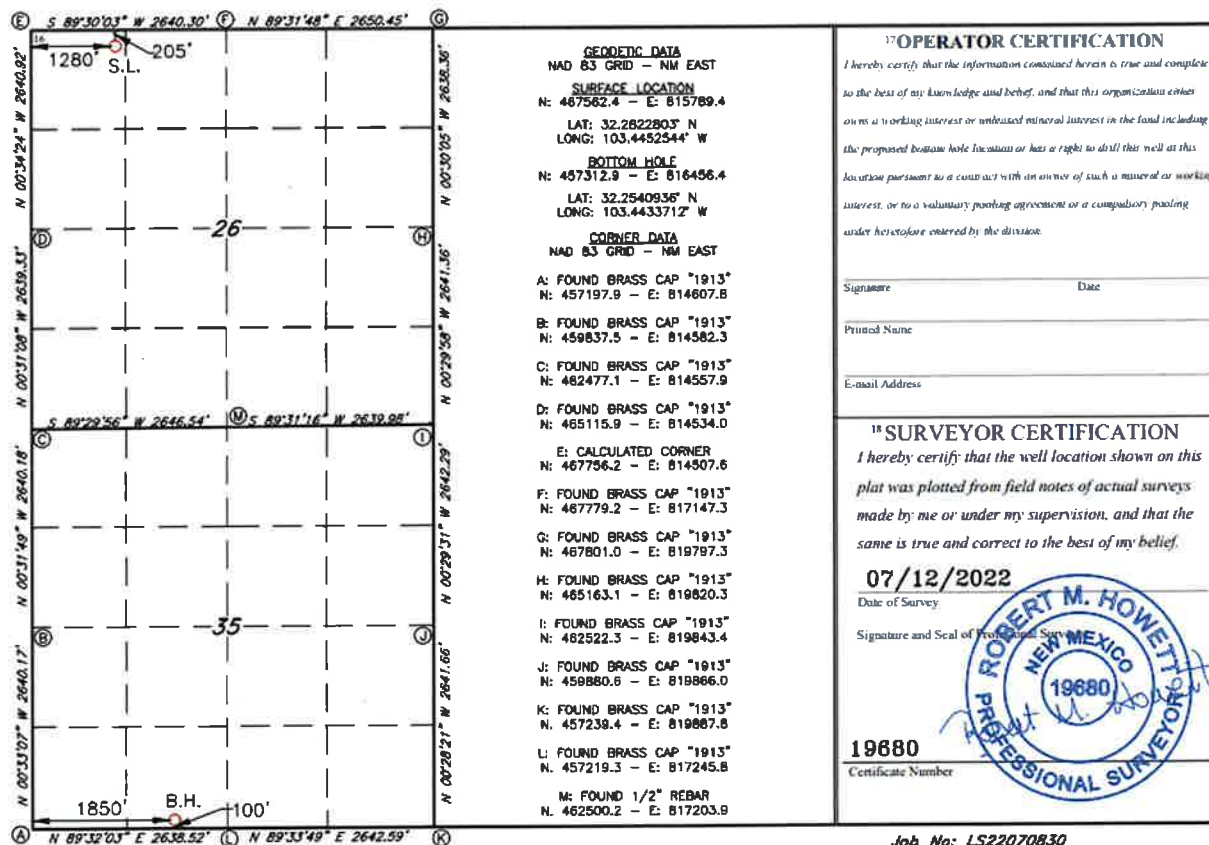 E S 89°30'03" W 2640.30' F N 89°31'48" E 2650.45' G
16
1280'
205'
S.L.
N 00°34'24" W 2640.92'
N 00°30'05" W 2638.36'
26
D
H
N 00°31'08" W 2639.33'
N 00°29'58" W 2641.36'
S 89°29'56" W 2646.54' M S 89°31'16" W 2639.98'
C
I
N 00°31'49" W 2640.18'
N 00°29'31" W 2642.29'
35
B
J
N 00°33'07" W 2640.17'
N 00°28'21" W 2641.66'
1850'
B.H.
100'
A N 89°32'03" E 2638.52' L N 89°33'49" E 2642.59' K
GEODETIC DATA
NAD 83 GRID - NM EAST
SURFACE LOCATION
N: 467562.4 - E: 815789.4
LAT: 32.2822803° N
LONG: 103.4452544° W
BOTTOM HOLE
N: 457312.9 - E: 816456.4
LAT: 32.2540936° N
LONG: 103.4433712° W
CORNER DATA
NAD 83 GRID - NM EAST
A: FOUND BRASS CAP "1913"
N: 457197.9 - E: 814607.8
B: FOUND BRASS CAP "1913"
N: 459837.5 - E: 814582.3
C: FOUND BRASS CAP "1913"
N: 462477.1 - E: 814557.9
D: FOUND BRASS CAP "1913"
N: 465115.9 - E: 814534.0
E: CALCULATED CORNER
N: 467756.2 - E: 814507.6
F: FOUND BRASS CAP "1913"
N: 467779.2 - E: 817147.3
G: FOUND BRASS CAP "1913"
N: 467801.0 - E: 819797.3
H: FOUND BRASS CAP "1913"
N: 465163.1 - E: 819820.3
I: FOUND BRASS CAP "1913"
N: 462522.3 - E: 819843.4
J: FOUND BRASS CAP "1913"
N: 459880.6 - E: 819866.0
K: FOUND BRASS CAP "1913"
N. 457239.4 - E: 819887.8
L: FOUND BRASS CAP "1913"
N. 457219.3 - E: 817245.8
M: FOUND 1/2" REBAR
N. 462500.2 - E: 817203.9
17 OPERATOR CERTIFICATION
I hereby certify that the information contained herein is true and complete
to the best of my knowledge and belief, and that this organization either
owns a working interest or unleased mineral interest in the land including
the proposed bottom hole location or has a right to drill this well at this
location pursuant to a contract with an owner of such a mineral or working
interest, or to a voluntary pooling agreement or a compulsory pooling
order heretofore entered by the division.
Signature Date
Printed Name
E-mail Address
18 SURVEYOR CERTIFICATION
I hereby certify that the well location shown on this
plat was plotted from field notes of actual surveys
made by me or under my supervision, and that the
same is true and correct to the best of my belief.
07/12/2022
Date of Survey
Signature and Seal of Professional Surveyor
ROBERT M. HOWETT
NEW MEXICO
19680
PROFESSIONAL SURVEYOR
Robert M. Howett
19680
Certificate Number
Job No: LS22070830